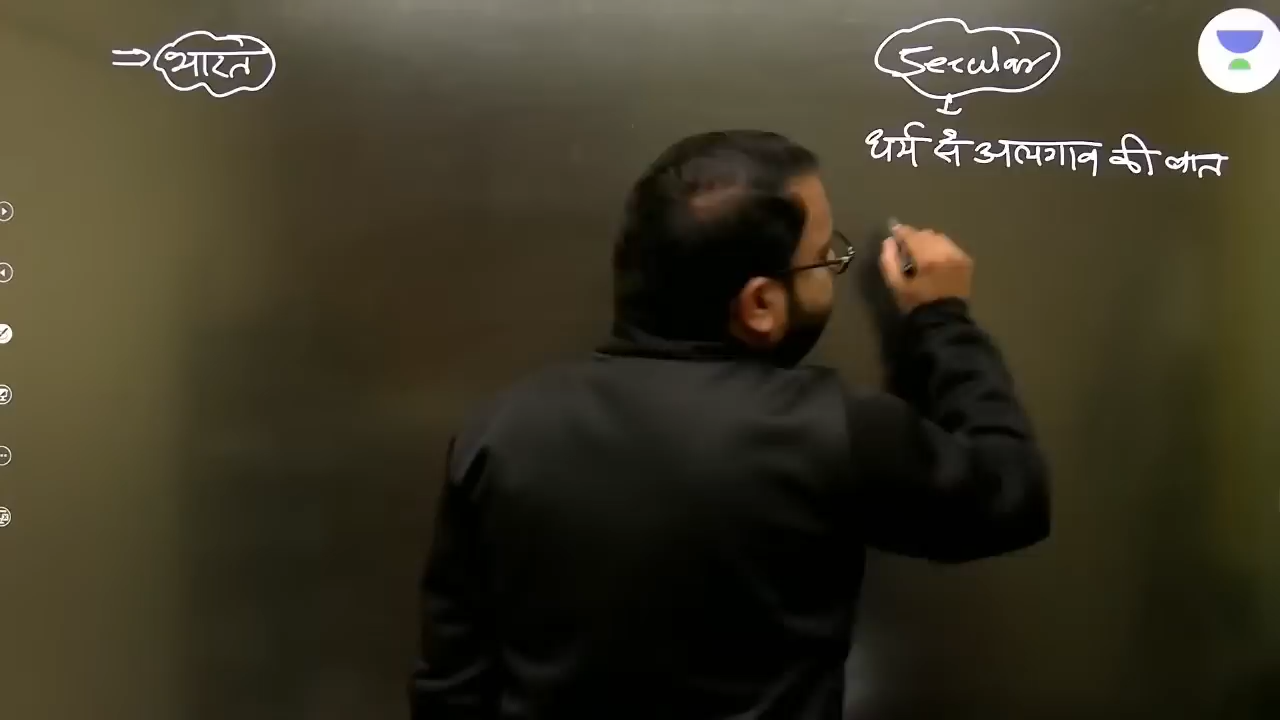 ⇒ भारत
Secular
धर्म से अलगाव की बात